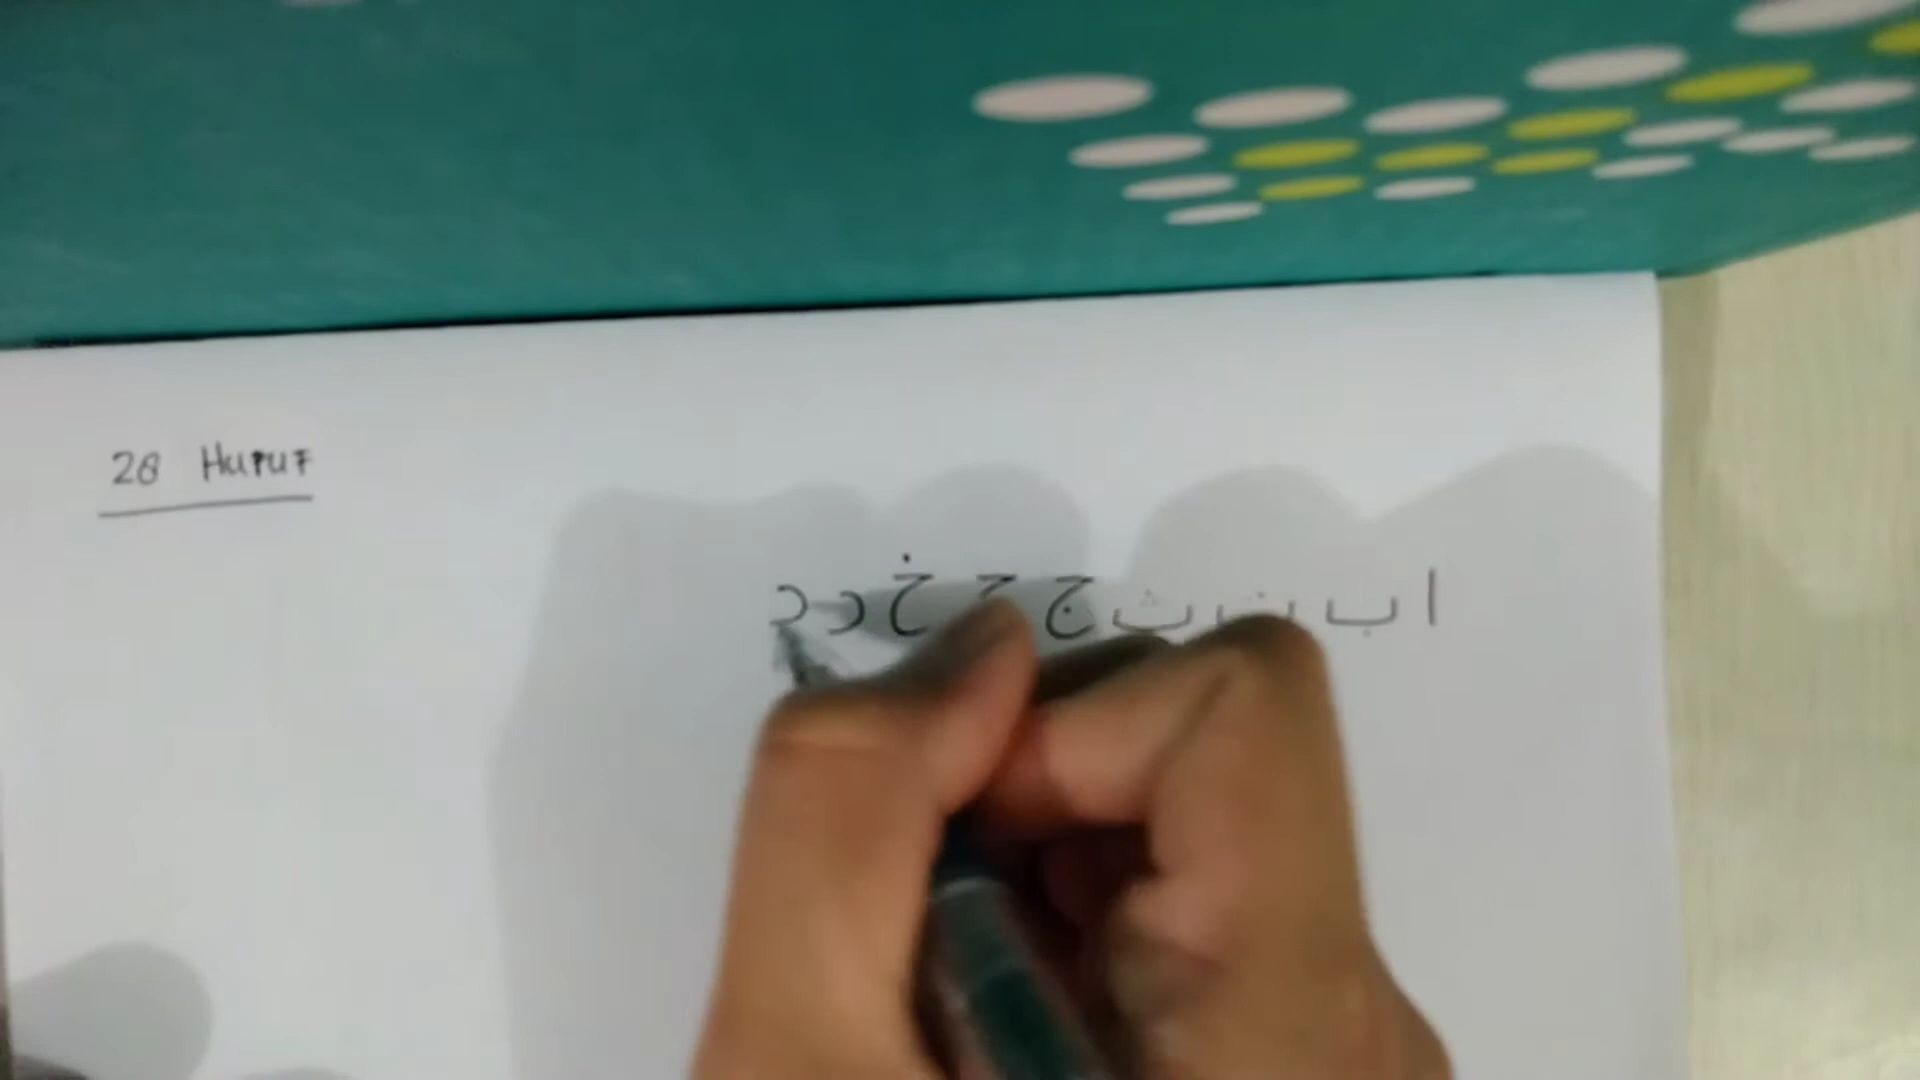 28 Huruf
ا ب ت ث ج ح خ د د